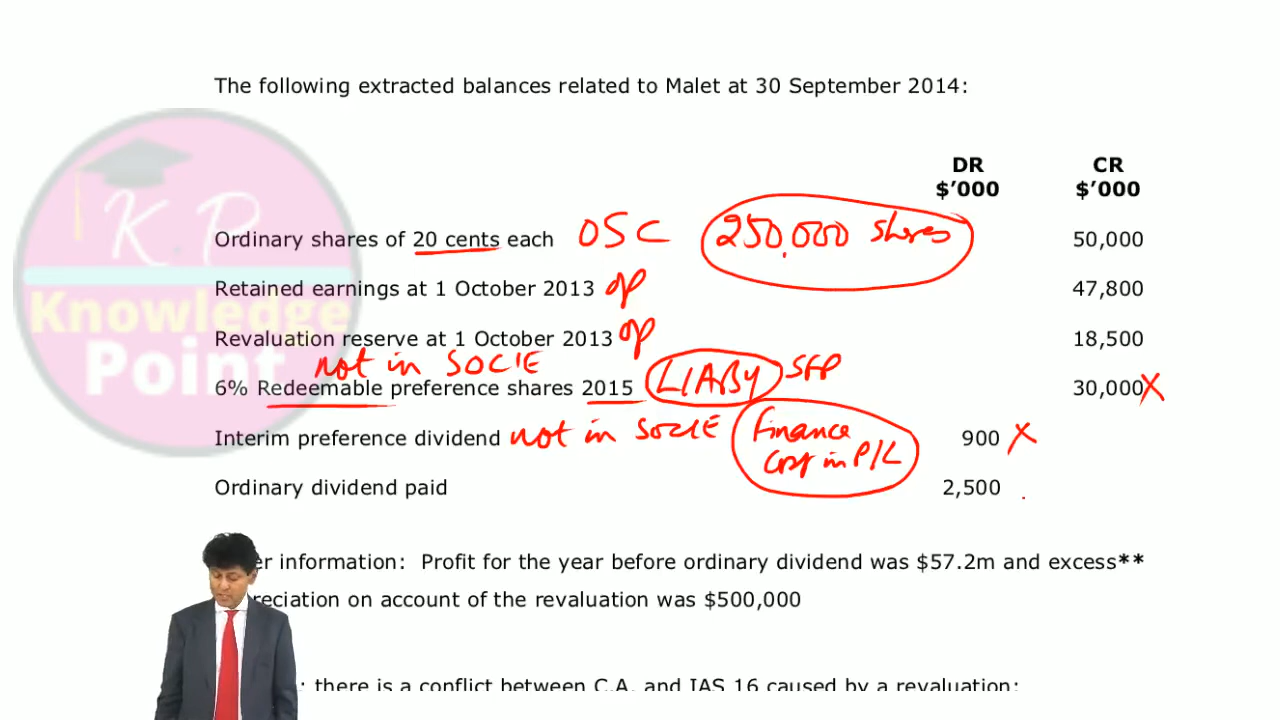 The following extracted balances related to Malet at 30 September 2014:
DR CR
$'000 $'000
Ordinary shares of 20 cents each OSC 250,000 shares 50,000
Retained earnings at 1 October 2013 op 47,800
Revaluation reserve at 1 October 2013 op 18,500
not in SOCIE
6% Redeemable preference shares 2015 LIABY SFP 30,000 X
Interim preference dividend not in SOCIE Finance cost in P/L 900 X
Ordinary dividend paid 2,500
er information: Profit for the year before ordinary dividend was $57.2m and excess**
reciation on account of the revaluation was $500,000
: there is a conflict between C.A. and IAS 16 caused by a revaluation:
K.P
Knowledge
Point